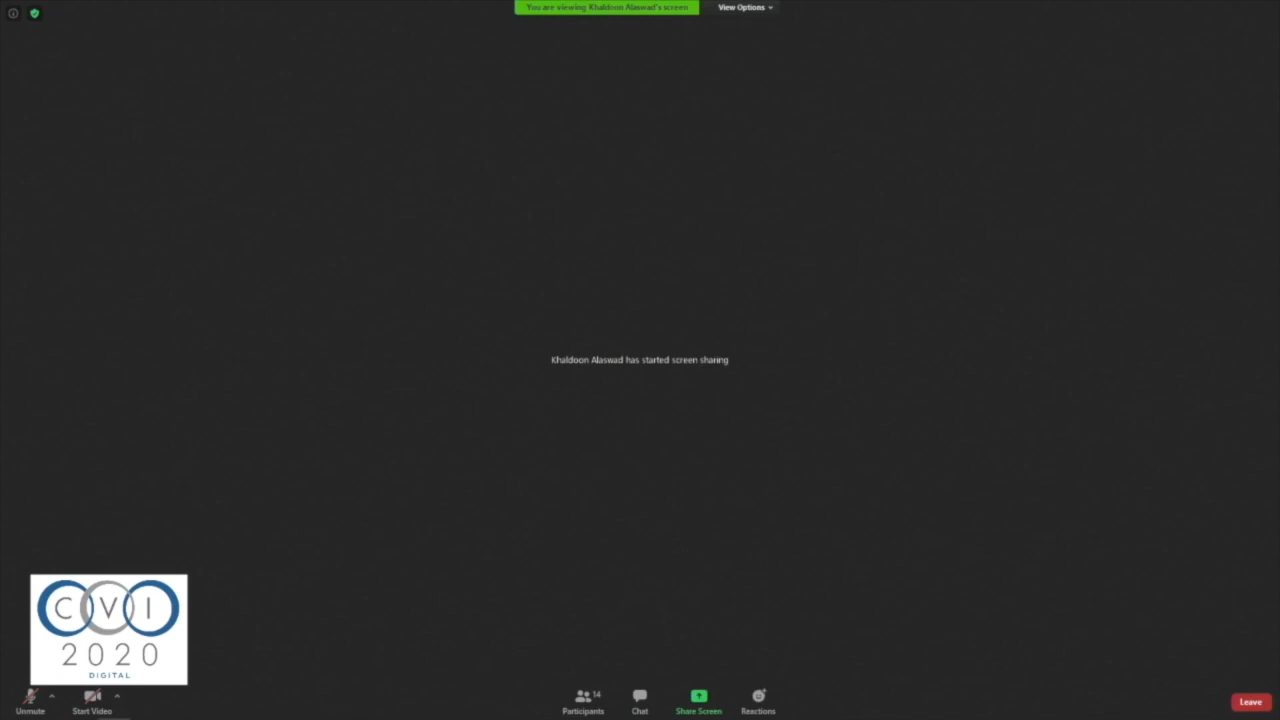 You are viewing Khaldoon Alaswad's screen
View Options
Khaldoon Alaswad has started screen sharing
CVI
2020
DIGITAL
Unmute
Start Video
14
Participants
Chat
Share Screen
Reactions
Leave